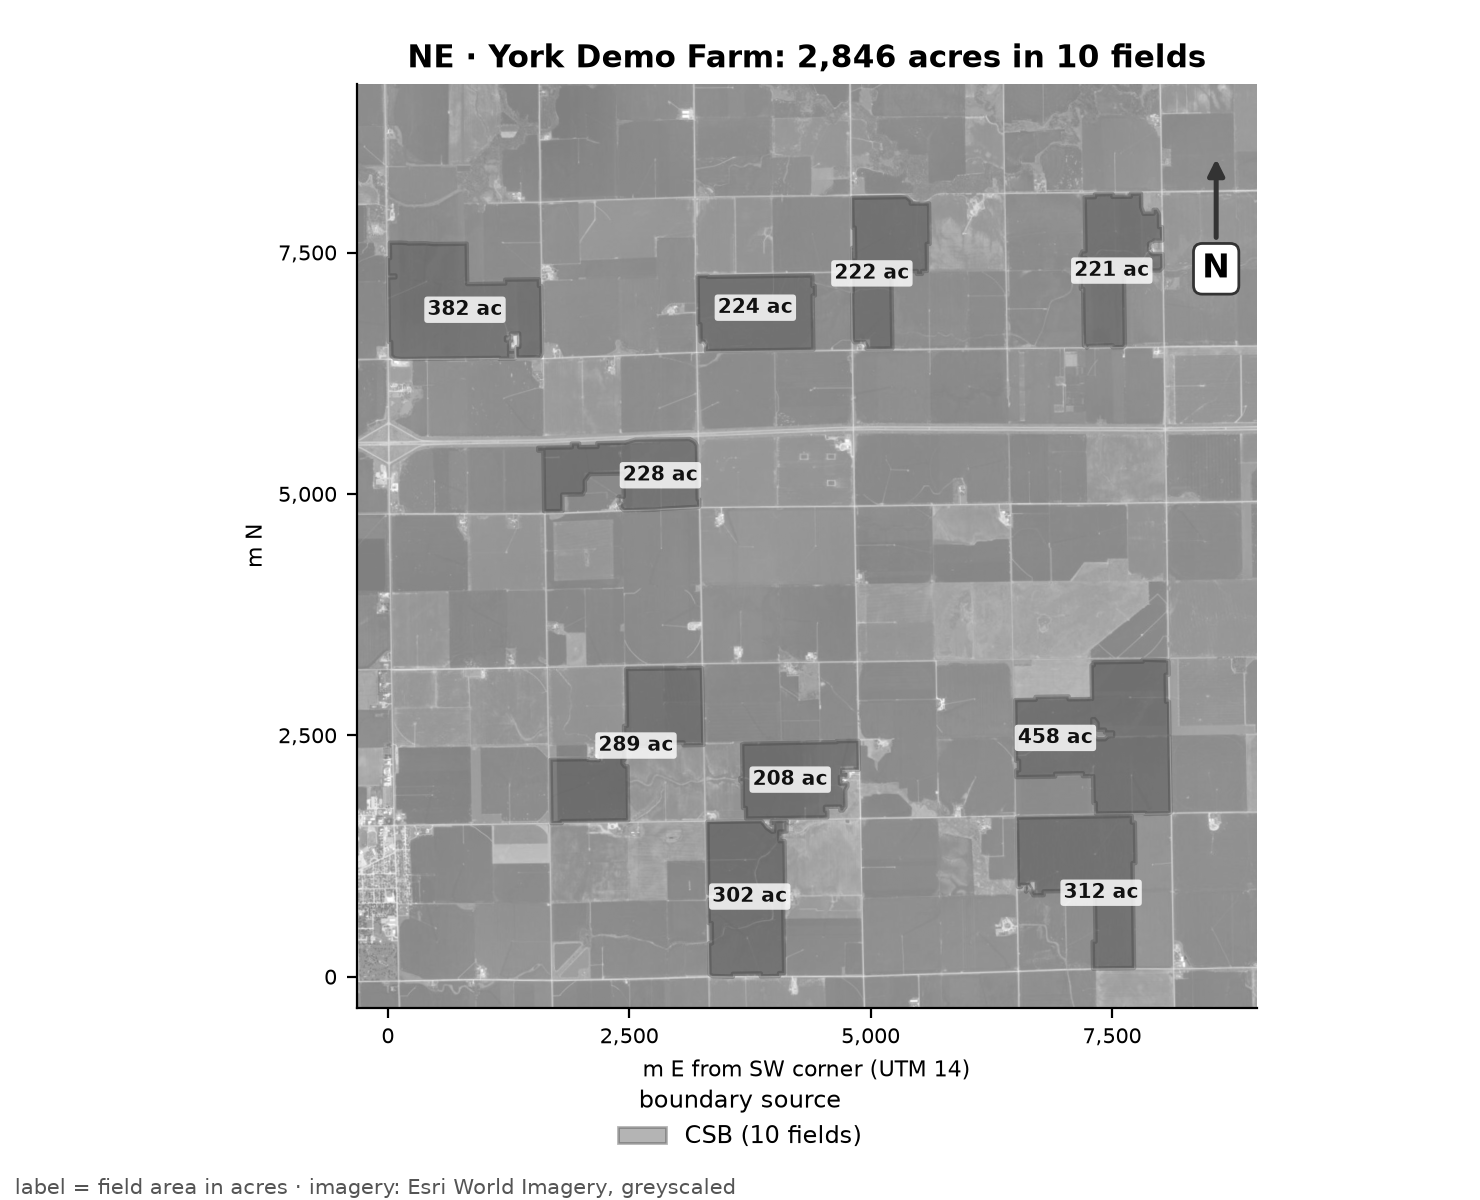 NE · York Demo Farm: 2,846 acres in 10 fields
7,500
5,000
2,500
0
m N
382 ac
224 ac
222 ac
221 ac
N
228 ac
289 ac
208 ac
458 ac
302 ac
312 ac
0
2,500
5,000
7,500
m E from SW corner (UTM 14)
boundary source
CSB (10 fields)
label = field area in acres · imagery: Esri World Imagery, greyscaled